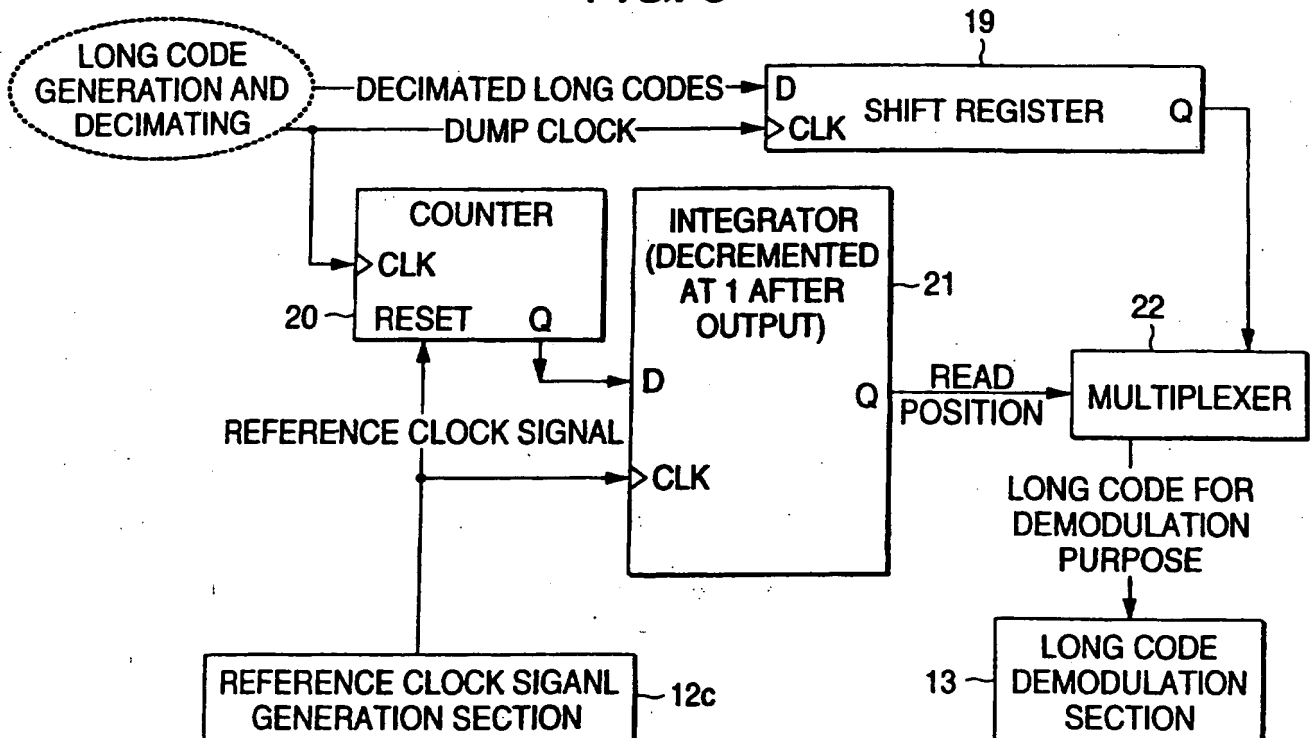 19
LONG CODE
GENERATION AND
DECIMATING
DECIMATED LONG CODES
DUMP CLOCK
D
CLK
SHIFT REGISTER
Q
COUNTER
CLK
20
RESET
Q
INTEGRATOR
(DECREMENTED
AT 1 AFTER
OUTPUT)
21
D
Q
CLK
REFERENCE CLOCK SIGNAL
READ
POSITION
22
MULTIPLEXER
LONG CODE FOR
DEMODULATION
PURPOSE
REFERENCE CLOCK SIGANL
GENERATION SECTION
12c
13
LONG CODE
DEMODULATION
SECTION